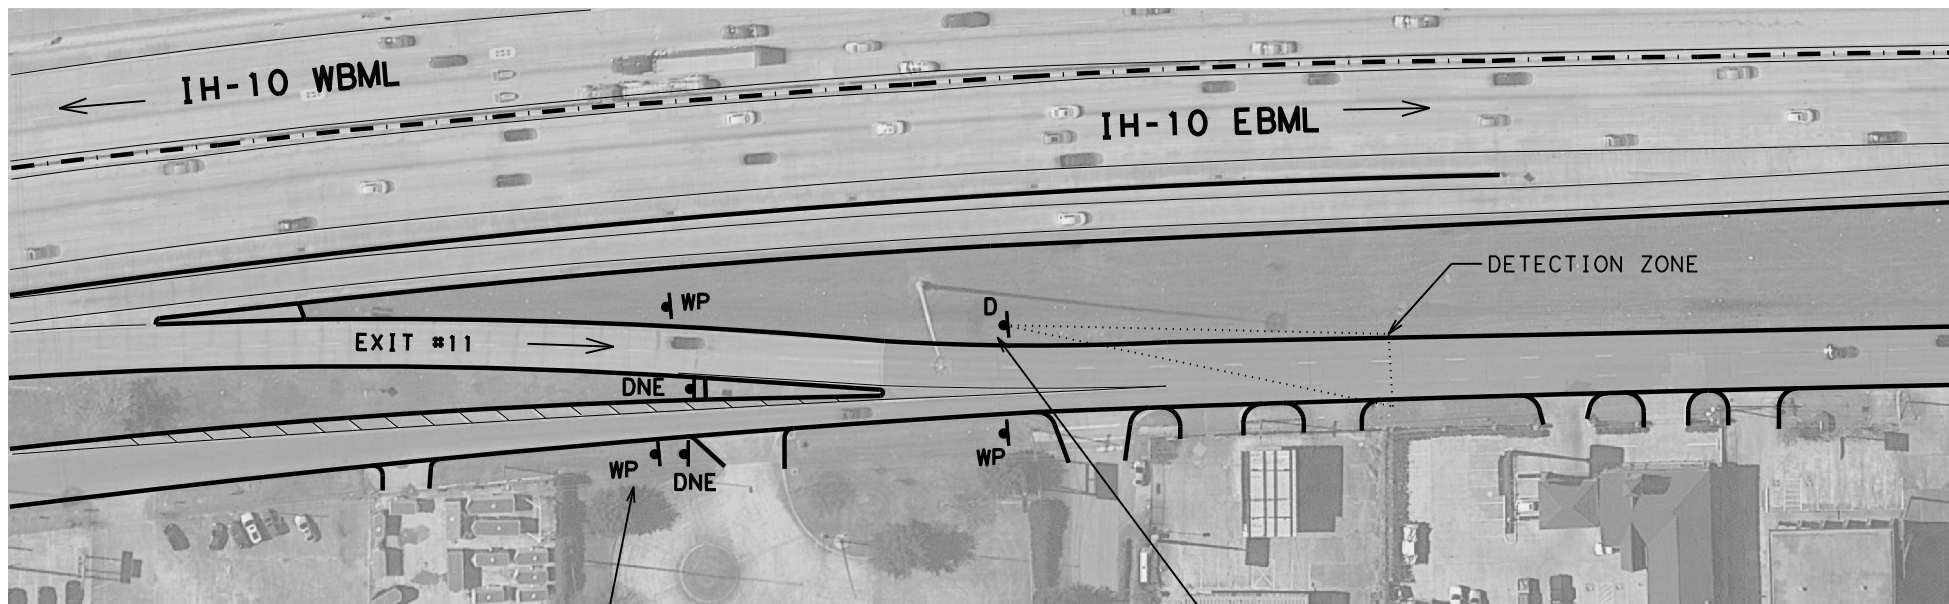 IH-10 WBML
IH-10 EBML
DETECTION ZONE
WP
D
EXIT #11
DNE
WP
WP
DNE